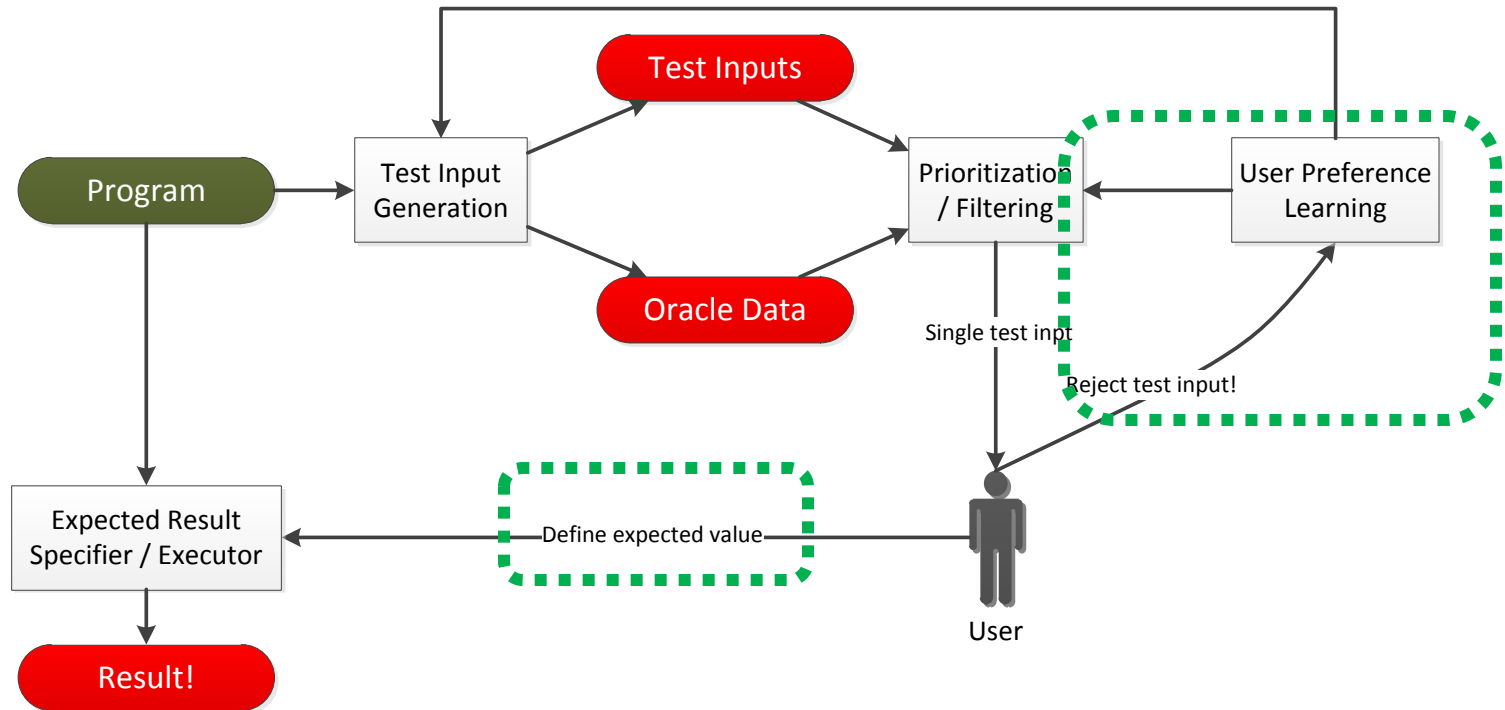 Test Inputs
Program
Test Input
Generation
Prioritization
/ Filtering
User Preference
Learning
Oracle Data
Single test inpt
Reject test input!
Expected Result
Specifier / Executor
Define expected value
User
Result!